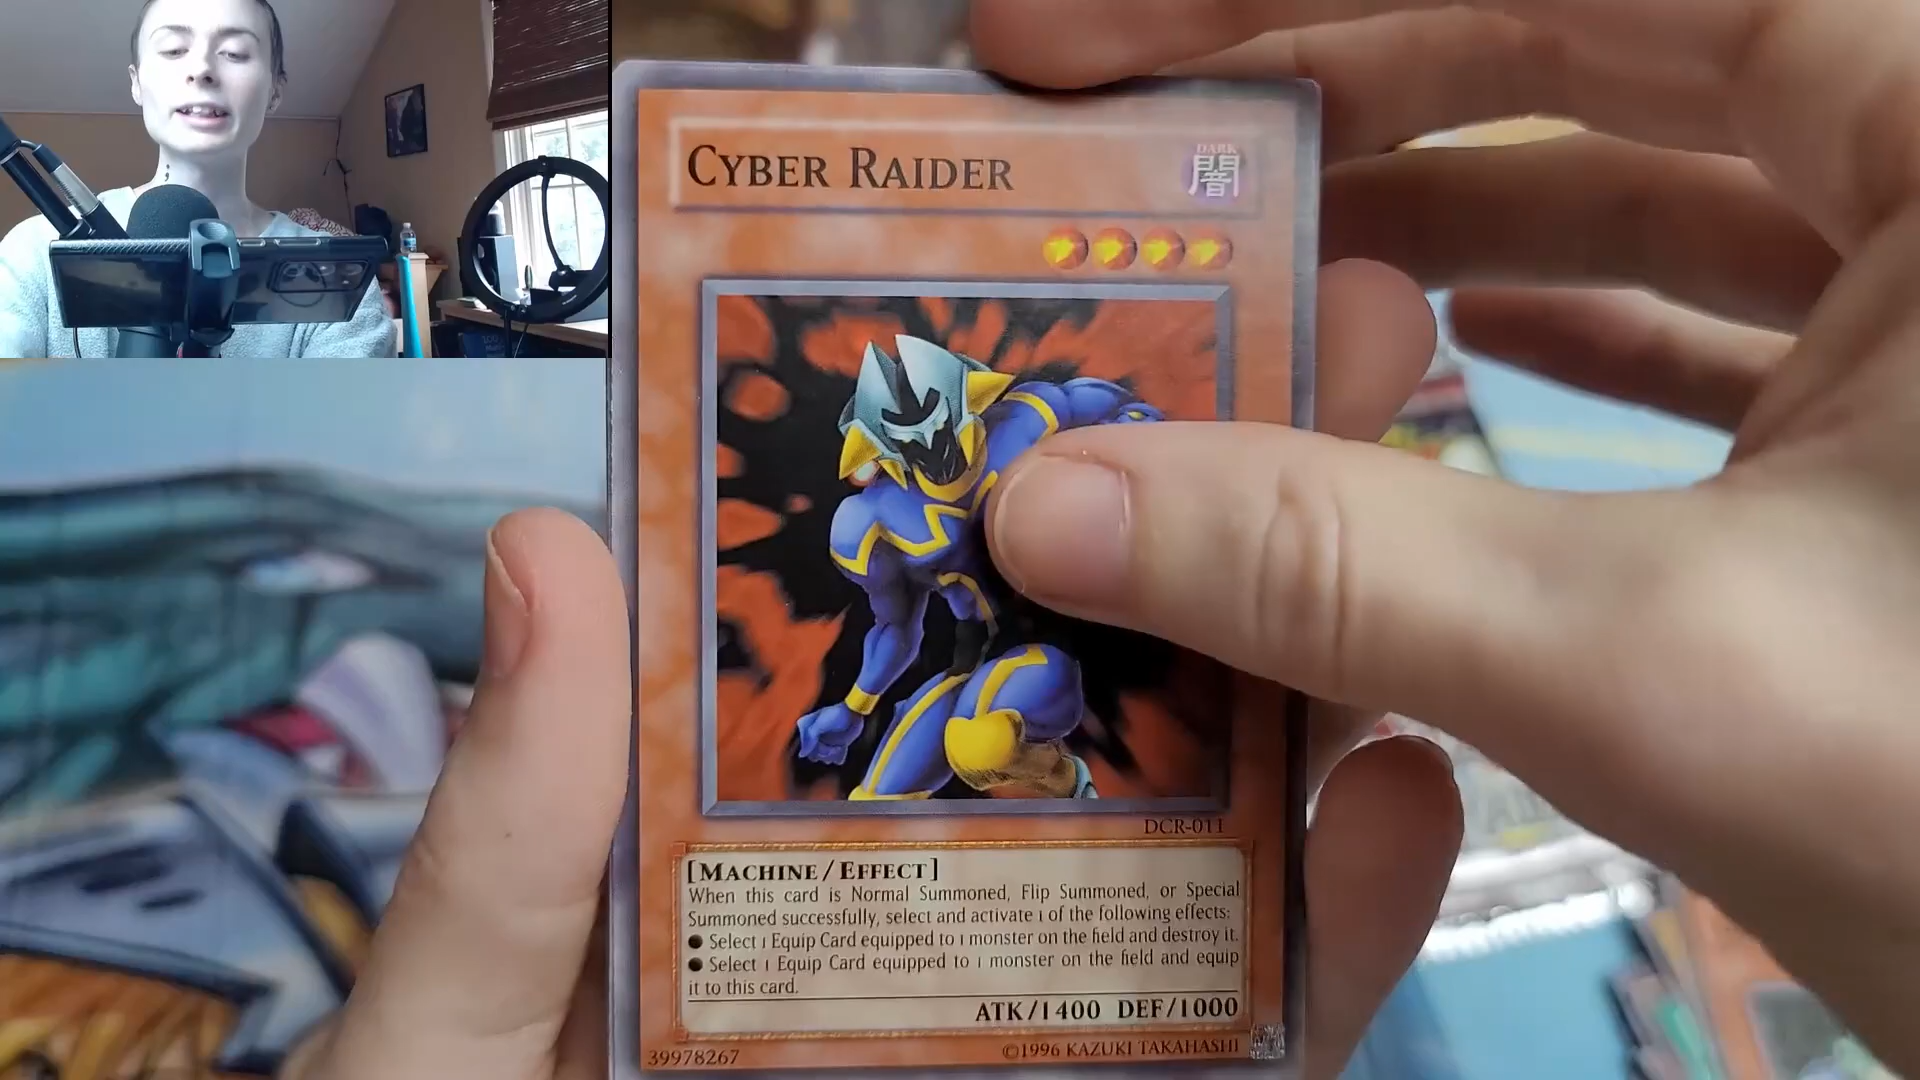 CYBER RAIDER
DARK
闇
DCR-011
[MACHINE/EFFECT]
When this card is Normal Summoned, Flip Summoned, or Special
Summoned successfully, select and activate 1 of the following effects:
● Select 1 Equip Card equipped to 1 monster on the field and destroy it.
● Select 1 Equip Card equipped to 1 monster on the field and equip
it to this card.
ATK/1400 DEF/1000
39978267
©1996 KAZUKI TAKAHASHI